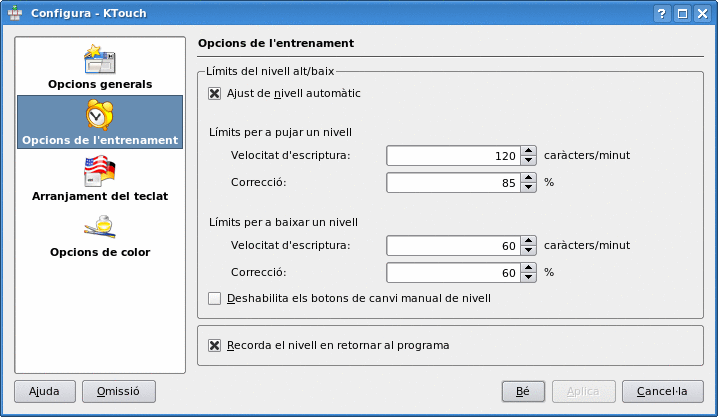 Configura - KTouch
Opcions generals
Opcions de l'entrenament
Arranjament del teclat
Opcions de color
Opcions de l'entrenament
Límits del nivell alt/baix
Ajust de nivell automàtic
Límits per a pujar un nivell
Velocitat d'escriptura: 120 caràcters/minut
Correcció: 85 %
Límits per a baixar un nivell
Velocitat d'escriptura: 60 caràcters/minut
Correcció: 60 %
Deshabilita els botons de canvi manual de nivell
Recorda el nivell en retornar al programa
Ajuda Omissió Bé Aplica Cancel·la